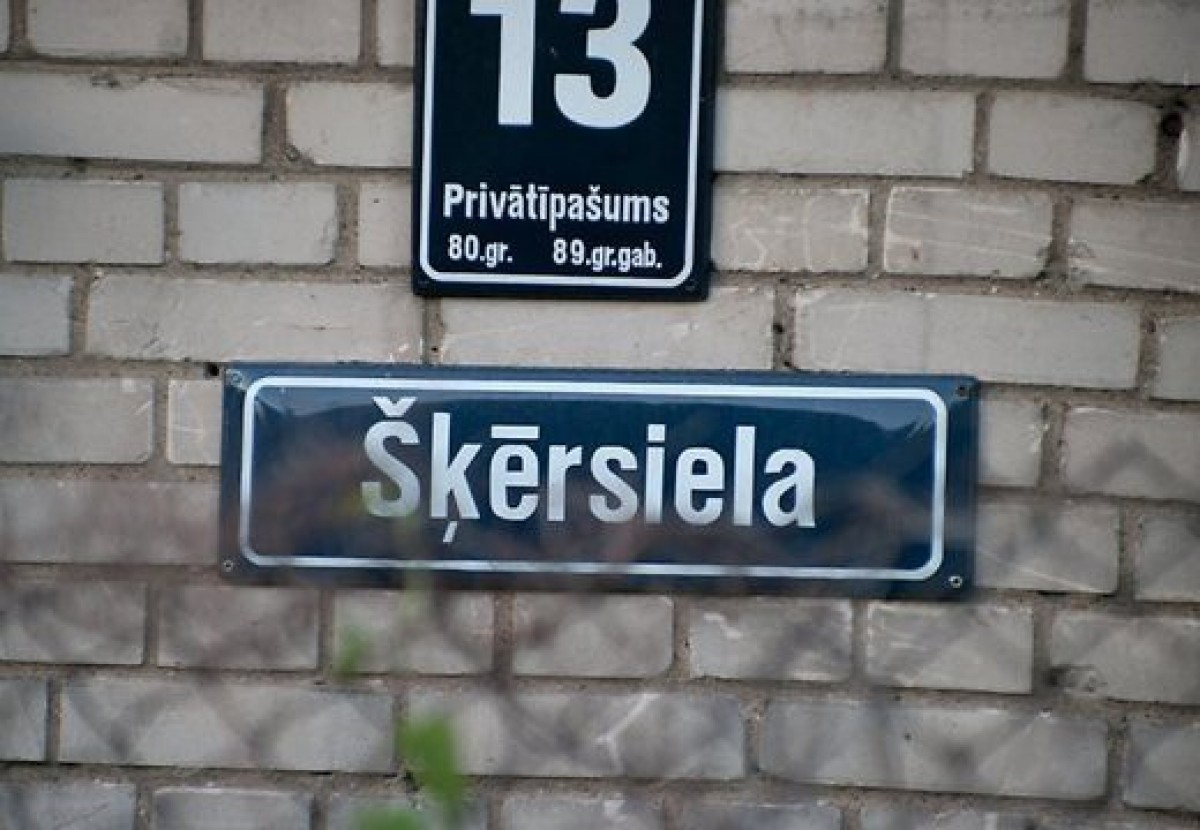 13
Privātīpašums
80.gr. 89.gr.gab.
Šķērsiela